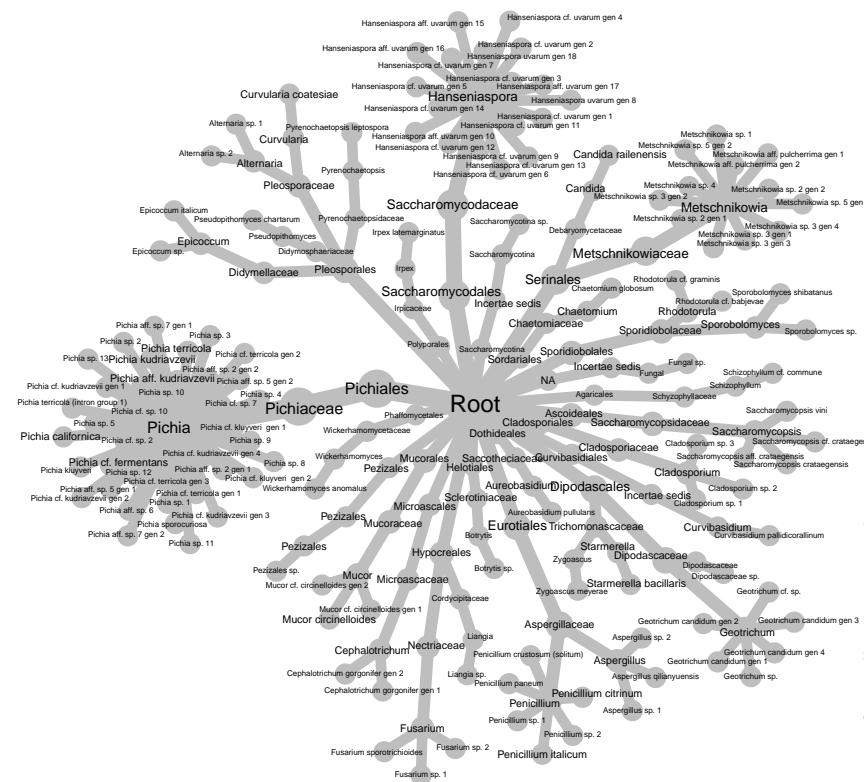 Hanseniaspora aff. uvarum gen 15
Hanseniaspora cf. uvarum gen 4
Hanseniaspora aff. uvarum gen 16
Hanseniaspora cf. uvarum gen 2
Hanseniaspora uvarum gen 18
Hanseniaspora cf. uvarum gen 7
Hanseniaspora cf. uvarum gen 3
Hanseniaspora cf. uvarum gen 5
Hanseniaspora aff. uvarum gen 17
Curvularia coatesiae
Hanseniaspora
Hanseniaspora uvarum gen 8
Hanseniaspora cf. uvarum gen 14
Hanseniaspora cf. uvarum gen 1
Alternaria sp. 1
Pyrenochaetopsis leptospora
Hanseniaspora cf. uvarum gen 11
Metschnikowia sp. 1
Curvularia
Hanseniaspora aff. uvarum gen 10
Metschnikowia sp. 5 gen 2
Hanseniaspora cf. uvarum gen 12
Alternaria sp. 2
Hanseniaspora cf. uvarum gen 9
Candida railenensis
Metschnikowia aff. pulcherrima gen 1
Alternaria
Hanseniaspora cf. uvarum gen 13
Metschnikowia aff. pulcherrima gen 2
Pyrenochaetopsis
Hanseniaspora cf. uvarum gen 6
Pleosporaceae
Candida
Metschnikowia sp. 4
Metschnikowia sp. 2 gen 2
Metschnikowia sp. 3 gen 2
Saccharomycodaceae
Metschnikowia
Metschnikowia sp. 5 gen
Epicoccum italicum
Pseudopithomyces chartarum
Pyrenochaetopsidaceae
Saccharomycotina sp.
Metschnikowia sp. 2 gen 1
Metschnikowia sp. 3 gen 4
Irpex latemarginatus
Debaryomycetaceae
Metschnikowia sp. 3 gen 1
Pseudopithomyces
Epicoccum
Metschnikowia sp. 3 gen 3
Epicoccum sp.
Didymosphaeriaceae
Saccharomycotina
Metschnikowiaceae
Didymellaceae
Pleosporales
Irpex
Serinales
Rhodotorula cf. graminis
Saccharomycodales
Chaetomium globosum
Sporobolomyces shibatanus
Incertae sedis
Rhodotorula cf. babjevae
Irpicaceae
Chaetomium
Rhodotorula
Chaetomiaceae
Sporidiobolaceae
Sporobolomyces
Sporobolomyces sp.
Pichia aff. sp. 7 gen 1
Pichia sp. 3
Pichia sp. 2
Polyporales
Saccharomycotina
Pichia terricola
Sordariales
Sporidiobolales
Pichia cf. terricola gen 2
Pichia sp. 13
Pichia kudriavzevii
Incertae sedis
Fungal sp.
Pichia aff. sp. 2 gen 2
Fungal
Schizophyllum cf. commune
Pichia aff. kudriavzevii
Pichia aff. sp. 5 gen 2
NA
Pichia cf. kudriavzevii gen 1
Pichiales
Schizophyllum
Pichia sp. 10
Pichia sp. 4
Agaricales
Schyzophyllaceae
Pichia terricola (intron group 1)
Pichia cf. sp. 7
Pichiaceae
Root
Pichia cf. sp. 10
Phaffomycetales
Ascoideales
Saccharomycopsis vini
Pichia sp. 5
Cladosporiales
Saccharomycopsidaceae
Pichia
Pichia cf. kluyveri gen 1
Wickerhamomycetaceae
Dothideales
Saccharomycopsis
Pichia californica
Pichia cf. sp. 2
Pichia sp. 9
Cladosporium sp. 3
Saccharomycopsis cf. crataegen
Cladosporiaceae
Pichia cf. kudriavzevii gen 4
Wickerhamomyces
Mucorales
Saccotheciaceae
Curvibasidiales
Saccharomycopsis aff. crataegensis
Pichia cf. fermentans
Pichia sp. 8
Pezizales
Helotiales
Saccharomycopsis crataegensis
Pichia kluyveri
Pichia sp. 12
Pichia aff. sp. 2 gen 1
Cladosporium
Pichia cf. kluyveri gen 2
Sclerotiniaceae
Aureobasidium
Dipodascales
Pichia cf. terricola gen 3
Wickerhamomyces anomalus
Cladosporium sp. 2
Pichia aff. sp. 5 gen 1
Pichia cf. terricola gen 1
Incertae sedis
Pichia cf. kudriavzevii gen 2
Pichia sp. 1
Microascales
Cladosporium sp. 1
Pichia aff. sp. 6
Pichia cf. kudriavzevii gen 3
Pezizales
Aureobasidium pullulans
Pichia sporocuriosa
Mucoraceae
Eurotiales
Trichomonascaceae
Curvibasidium
Pichia aff. sp. 7 gen 2
Botrytis
Curvibasidium pallidicorallinum
Pichia sp. 11
Pezizales
Hypocreales
Starmerella
Dipodascaceae
Zygoascus
Dipodascaceae
Pezizales sp.
Mucor
Microascaceae
Botrytis sp.
Dipodascaceae sp.
Mucor cf. circinelloides gen 2
Starmerella bacillaris
Zygoascus meyerae
Geotrichum cf. sp.
Cordycipitaceae
Mucor cf. circinelloides gen 1
Mucor circinelloides
Aspergillaceae
Geotrichum candidum gen 2
Geotrichum candidum gen 3
Liangia
Aspergillus sp. 2
Geotrichum
Cephalotrichum
Nectriaceae
Penicillium crustosum (solitum)
Aspergillus
Geotrichum candidum gen 4
Geotrichum candidum gen 1
Cephalotrichum gorgonifer gen 2
Liangia sp.
Aspergillus qilianyuensis
Geotrichum sp.
Penicillium paneum
Cephalotrichum gorgonifer gen 1
Penicillium citrinum
Penicillium
Aspergillus sp. 1
Penicillium sp. 1
Fusarium
Penicillium sp. 2
Fusarium sp. 2
Fusarium sporotrichioides
Penicillium italicum
Fusarium sp. 1